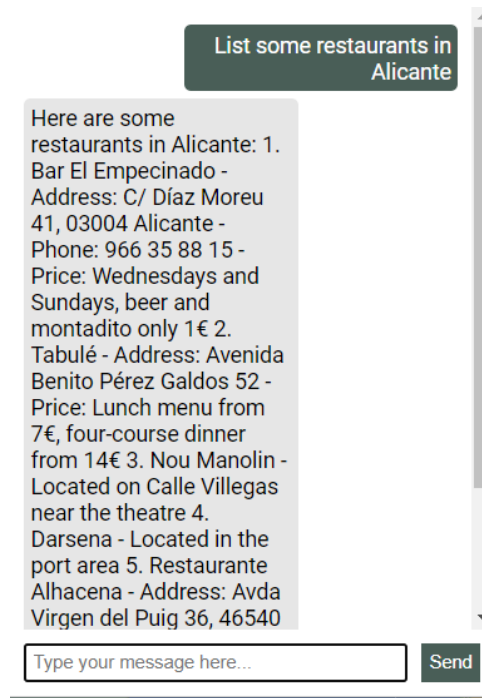 List some restaurants in
Alicante
Here are some
restaurants in Alicante: 1.
Bar El Empecinado -
Address: C/ Díaz Moreu
41, 03004 Alicante -
Phone: 966 35 88 15 -
Price: Wednesdays and
Sundays, beer and
montadito only 1€ 2.
Tabulé - Address: Avenida
Benito Pérez Galdos 52 -
Price: Lunch menu from
7€, four-course dinner
from 14€ 3. Nou Manolin -
Located on Calle Villegas
near the theatre 4.
Darsena - Located in the
port area 5. Restaurante
Alhacena - Address: Avda
Virgen del Puig 36, 46540
Type your message here...
Send